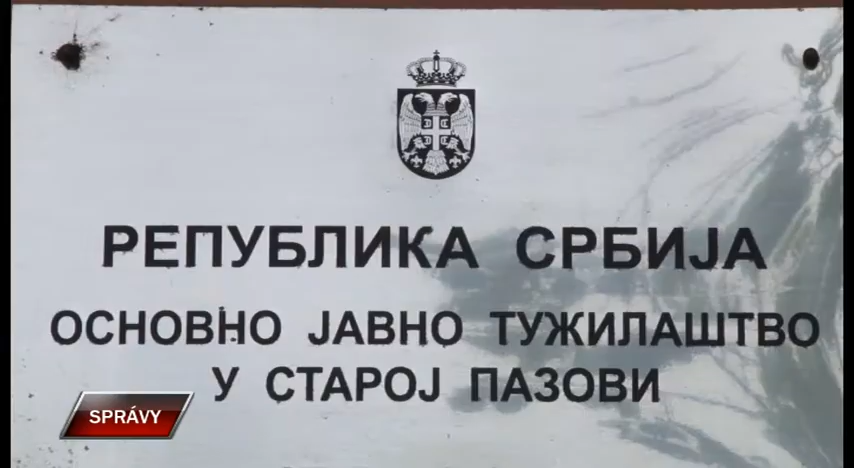 РЕПУБЛИКА СРБИЈА
ОСНОВНО ЈАВНО ТУЖИЛАШТВО
У СТАРОЈ ПАЗОВИ
SPRÁVY